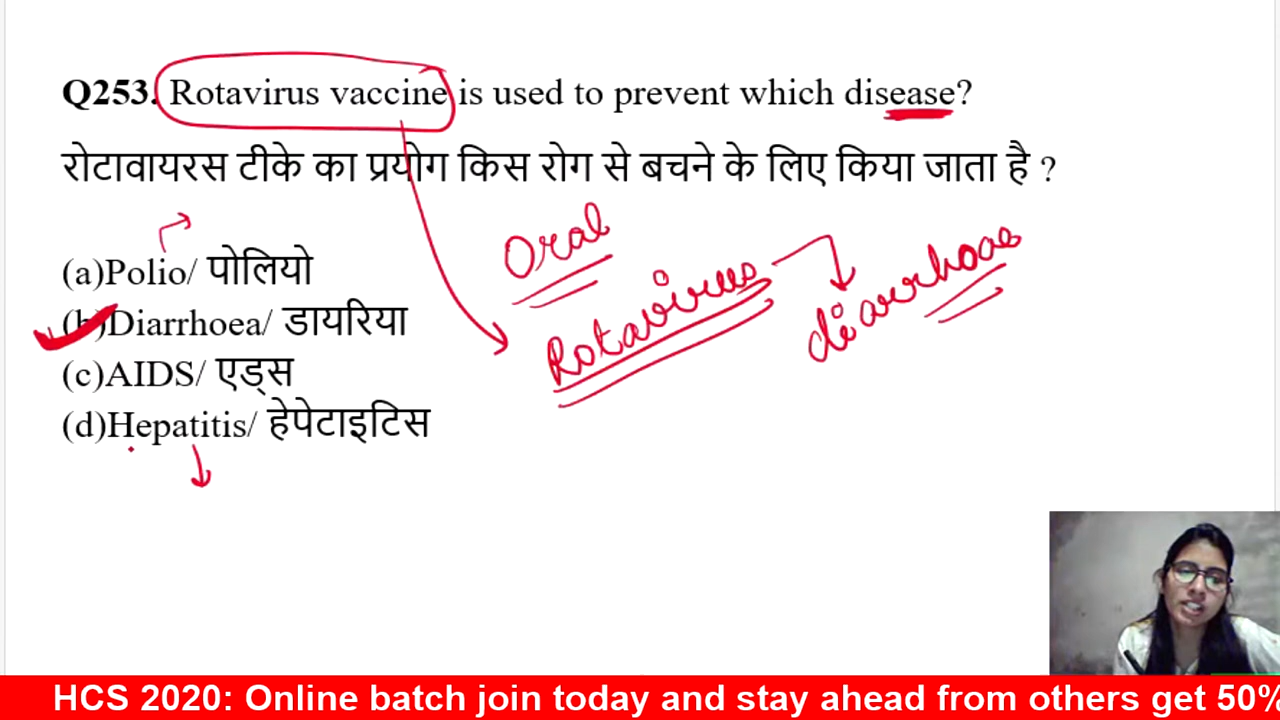 Q253. Rotavirus vaccine is used to prevent which disease?
रोटावायरस टीके का प्रयोग किस रोग से बचने के लिए किया जाता है ?
Oral
(a)Polio/ पोलियो
Rotavirus
diarrhoea
(b)Diarrhoea/ डायरिया
(c)AIDS/ एड्स
(d)Hepatitis/ हेपेटाइटिस
HCS 2020: Online batch join today and stay ahead from others get 50%